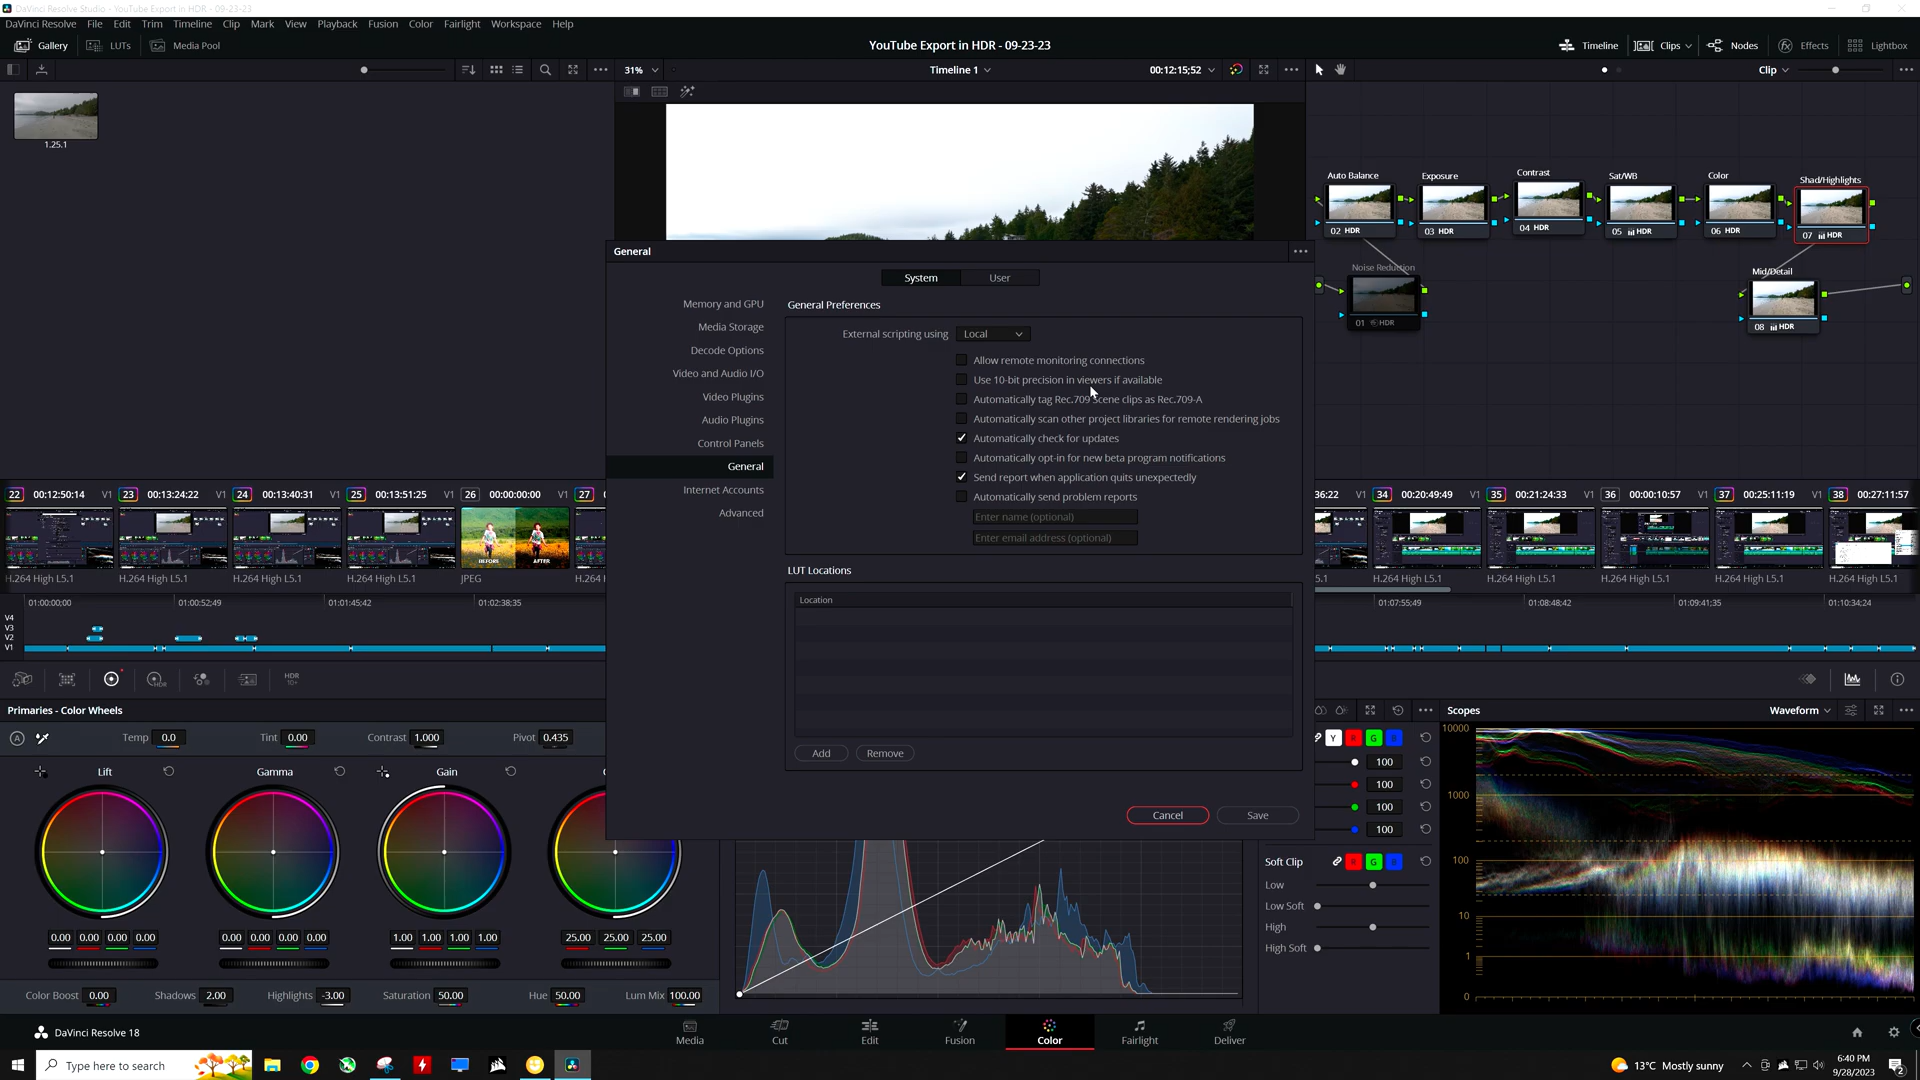 DaVinci Resolve Studio - YouTube Export in HDR - 09-23-23
DaVinci Resolve File Edit Trim Timeline Clip Mark View Playback Fusion Color Fairlight Workspace Help
Gallery LUTs Media Pool
YouTube Export in HDR - 09-23-23
Timeline Clips Nodes Effects Lightbox
31% Timeline 1 00:12:15;52 Clip
1.25.1
Auto Balance Exposure Contrast Sat/WB Color Shad/Highlights
02 HDR 03 HDR 04 HDR 05 HDR 06 HDR 07 HDR
Noise Reduction Mid/Detail
01 HDR 08 HDR
General
System User
Memory and GPU
Media Storage
Decode Options
Video and Audio I/O
Video Plugins
Audio Plugins
Control Panels
General
Internet Accounts
Advanced
General Preferences
External scripting using Local
Allow remote monitoring connections
Use 10-bit precision in viewers if available
Automatically tag Rec.709 Scene clips as Rec.709-A
Automatically scan other project libraries for remote rendering jobs
Automatically check for updates
Automatically opt-in for new beta program notifications
Send report when application quits unexpectedly
Automatically send problem reports
Enter name (optional)
Enter email address (optional)
LUT Locations
Location
Add Remove
Cancel Save
22 00:12:50:14 V1 23 00:13:24:22 V1 24 00:13:40:31 V1 25 00:13:51:25 V1 26 00:00:00:00 V1 27
36:22 V1 34 00:20:49:49 V1 35 00:21:24:33 V1 36 00:00:10:57 V1 37 00:25:11:19 V1 38 00:27:11:57
BEFORE AFTER
H.264 High L5.1 H.264 High L5.1 H.264 High L5.1 H.264 High L5.1 JPEG H.264
5.1 H.264 High L5.1 H.264 High L5.1 H.264 High L5.1 H.264 High L5.1 H.264 High L5.1
01:00:00;00 01:00:52;49 01:01:45;42 01:02:38;35
01:07:55;49 01:08:48;42 01:09:41;35 01:10:34;24
V4
V3
V2
V1
HDR
HDR 10+
Primaries - Color Wheels
A Temp 0.0 Tint 0.00 Contrast 1.000 Pivot 0.435
Lift Gamma Gain
0.00 0.00 0.00 0.00 0.00 0.00 0.00 0.00 1.00 1.00 1.00 1.00 25.00 25.00 25.00
Color Boost 0.00 Shadows 2.00 Highlights -3.00 Saturation 50.00 Hue 50.00 Lum Mix 100.00
Y R G B
100
100
100
100
Soft Clip R G B
Low
Low Soft
High
High Soft
Scopes Waveform
10000
1000
100
10
1
0
DaVinci Resolve 18
Media Cut Edit Fusion Color Fairlight Deliver
Type here to search
13°C Mostly sunny
6:40 PM
9/28/2023
2